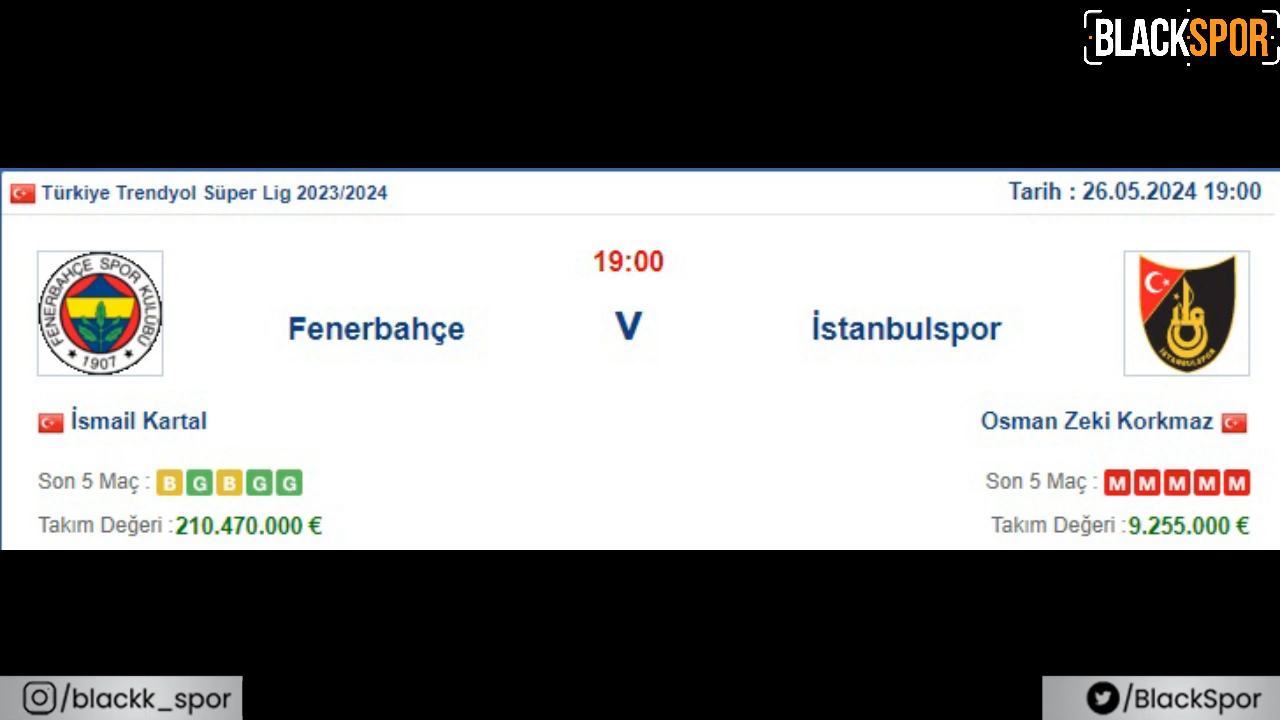 BLACKSPOR
Türkiye Trendyol Süper Lig 2023/2024
Tarih : 26.05.2024 19:00
FENERBAHÇE SPOR KULÜBÜ
★ 1907 ★
19:00
Fenerbahçe
V
İstanbulspor
İSTANBULSPOR
İsmail Kartal
Osman Zeki Korkmaz
Son 5 Maç : B G B G G
Son 5 Maç : M M M M M
Takım Değeri : 210.470.000 €
Takım Değeri : 9.255.000 €
/blackk_spor
/BlackSpor